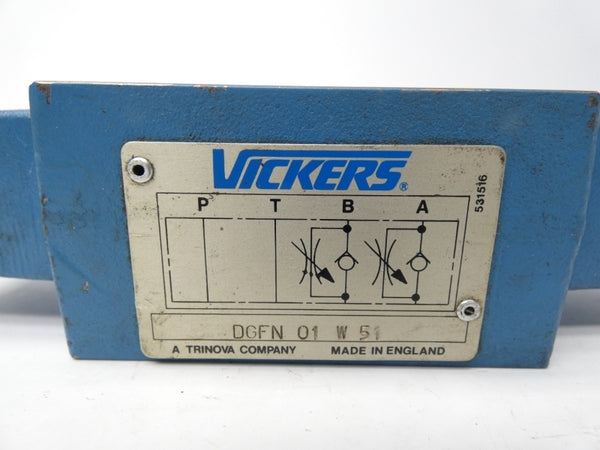 VICKERS®
P T B A
531516
DGFN 01 W 51
A TRINOVA COMPANY MADE IN ENGLAND